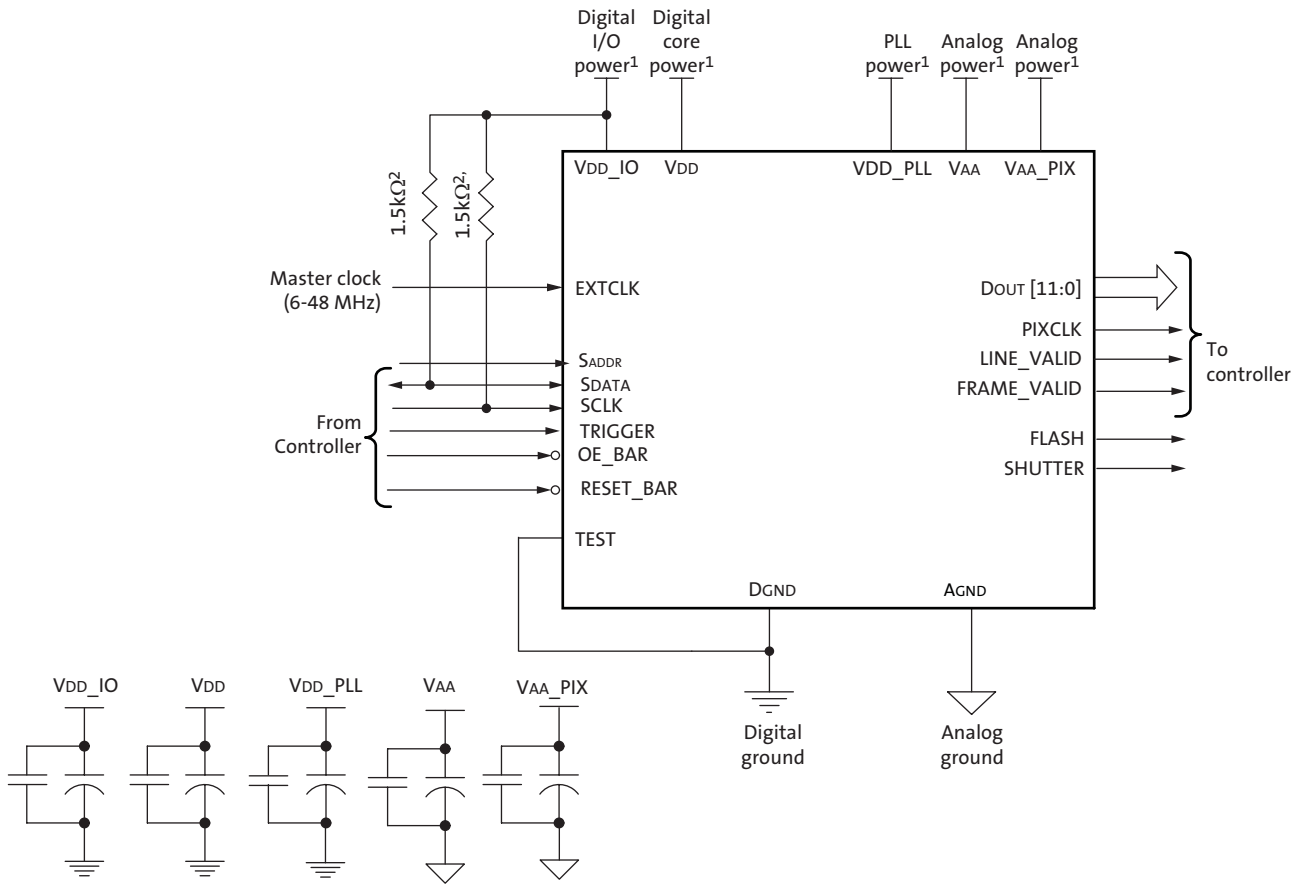 Digital
I/O
power1
Digital
core
power1
PLL
power1
Analog
power1
Analog
power1
VDD_IO
VDD
VDD_PLL
VAA
VAA_PIX
1.5kΩ2
1.5kΩ2,
Master clock
(6-48 MHz)
EXTCLK
SADDR
SDATA
SCLK
TRIGGER
OE_BAR
RESET_BAR
TEST
From
Controller
DOUT [11:0]
PIXCLK
LINE_VALID
FRAME_VALID
FLASH
SHUTTER
To
controller
DGND
AGND
Digital
ground
Analog
ground
VDD_IO
VDD
VDD_PLL
VAA
VAA_PIX